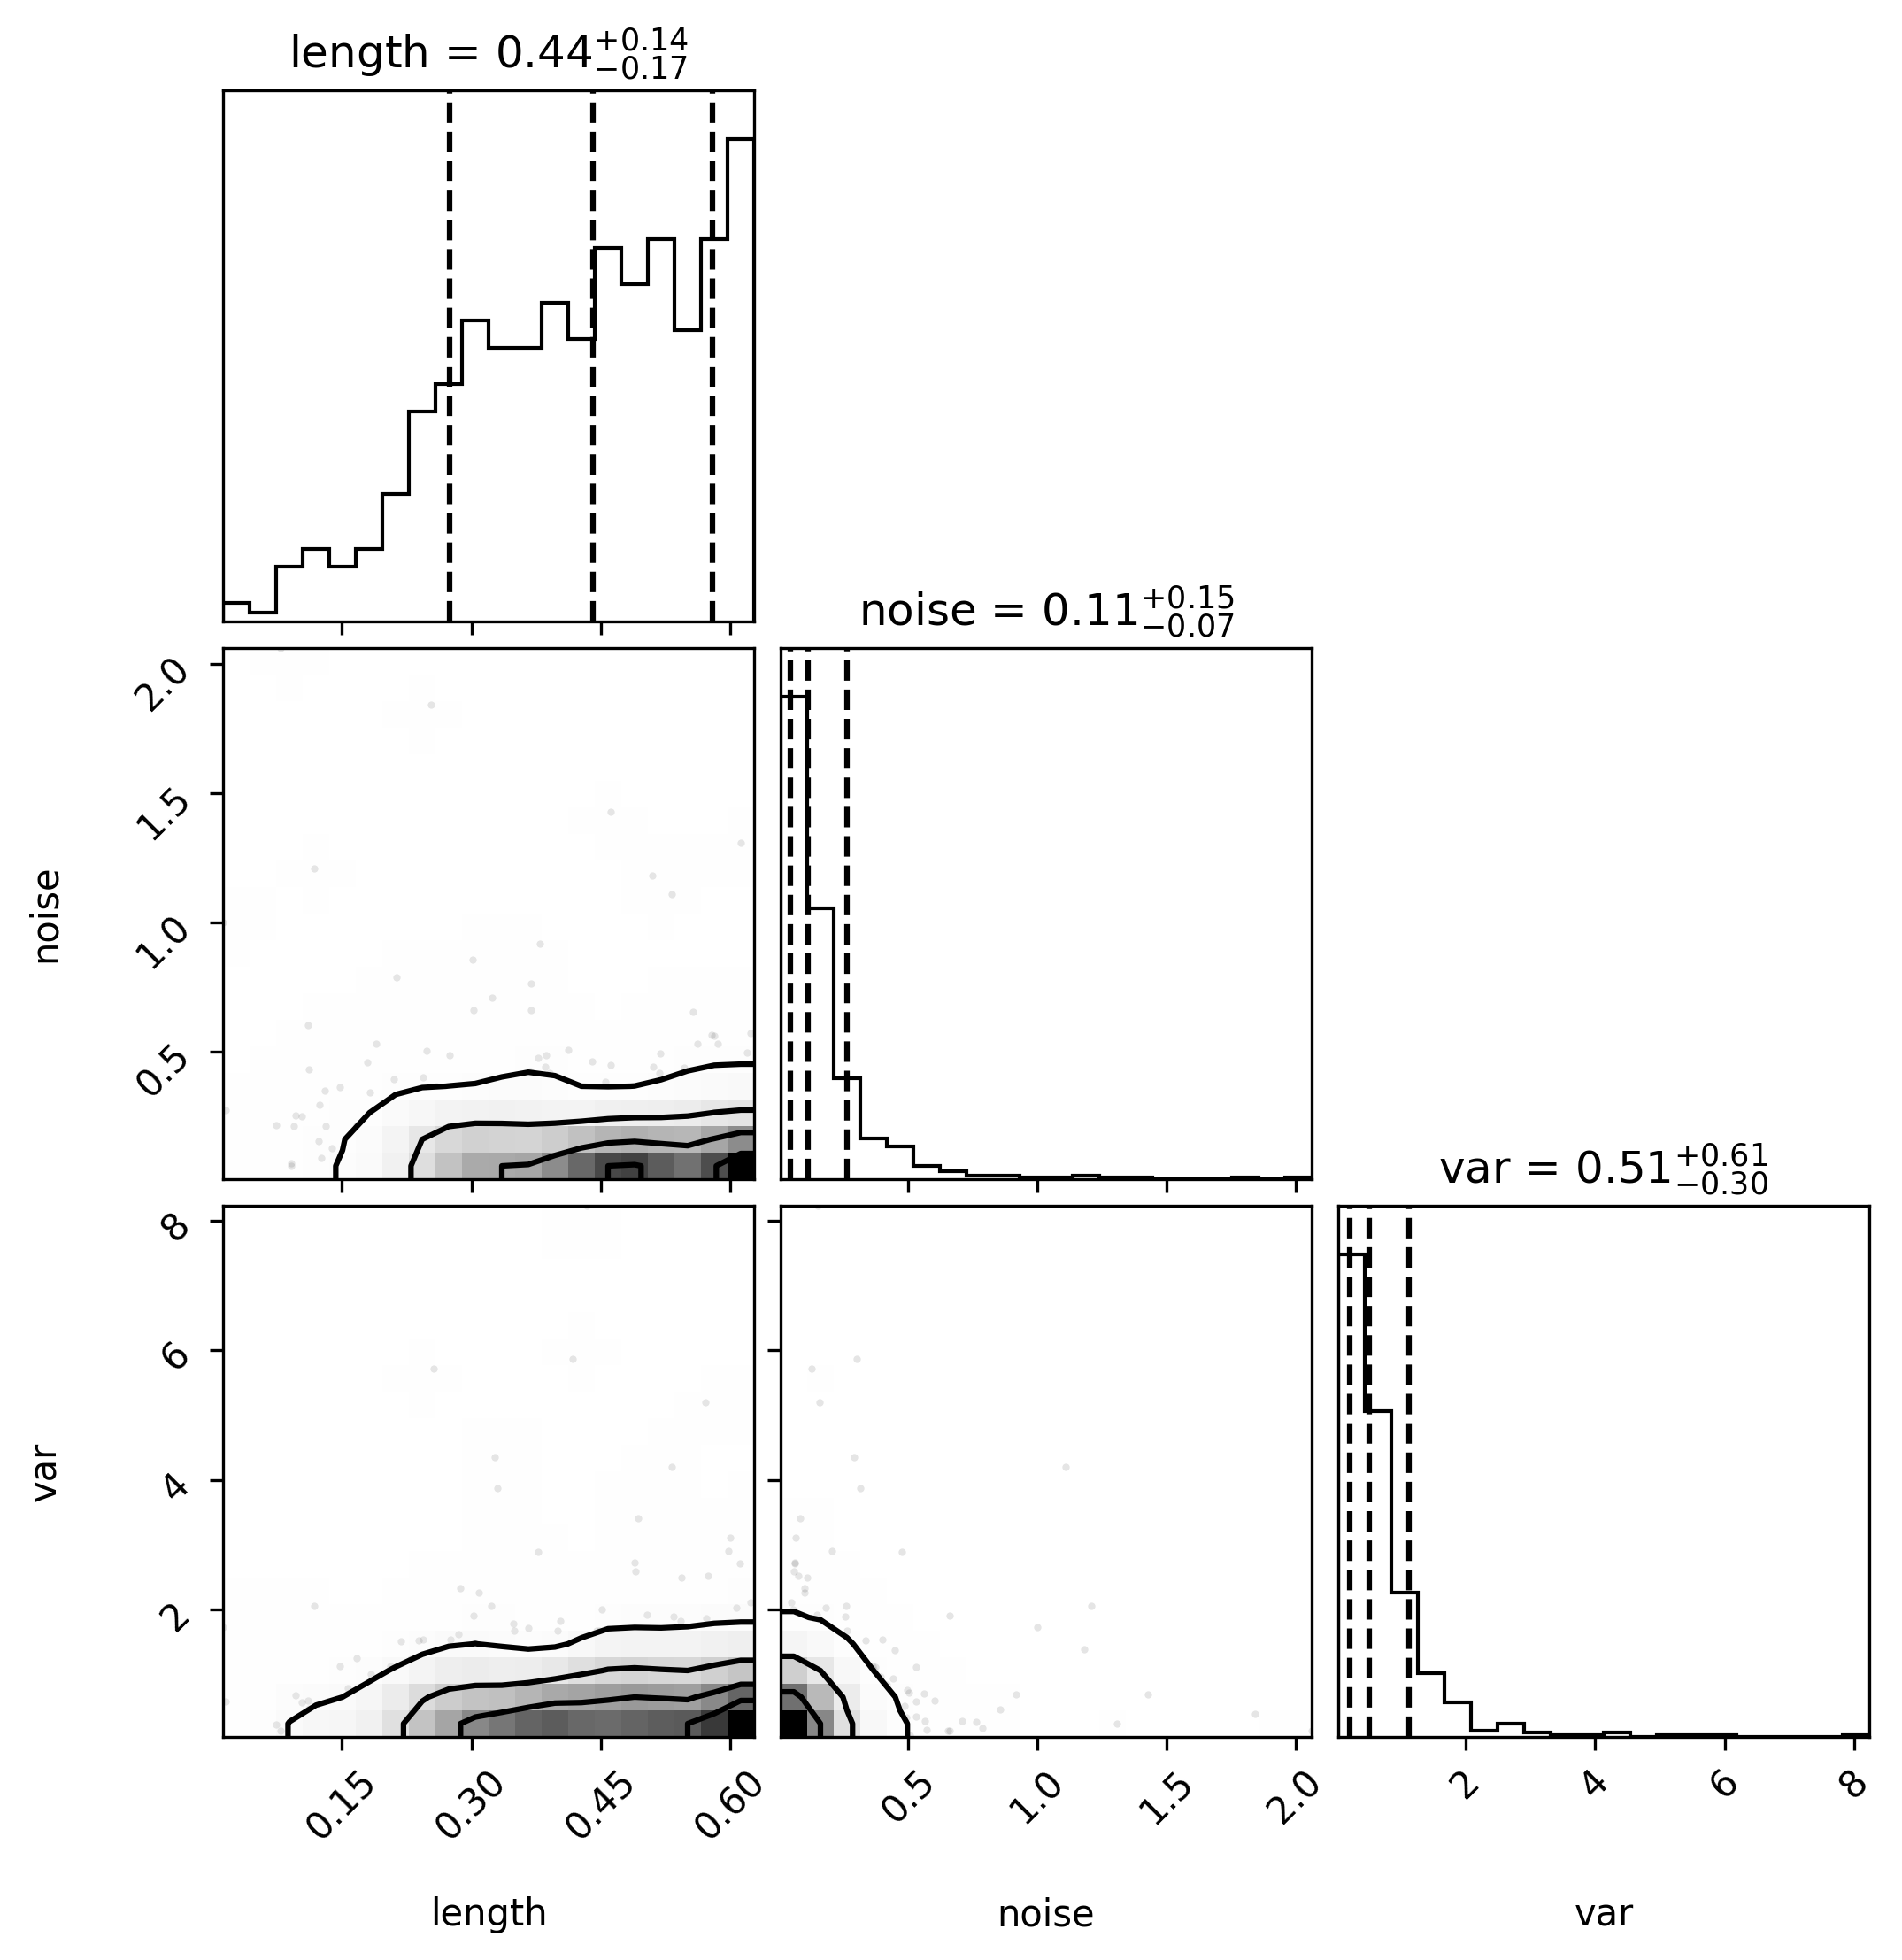 length = 0.44 +0.14 −0.17
noise = 0.11 +0.15 −0.07
2.0
1.5
1.0
0.5
noise
var = 0.51 +0.61 −0.30
8
6
4
2
var
0.15 0.30 0.45 0.60 0.5 1.0 1.5 2.0 2 4 6 8
length noise var